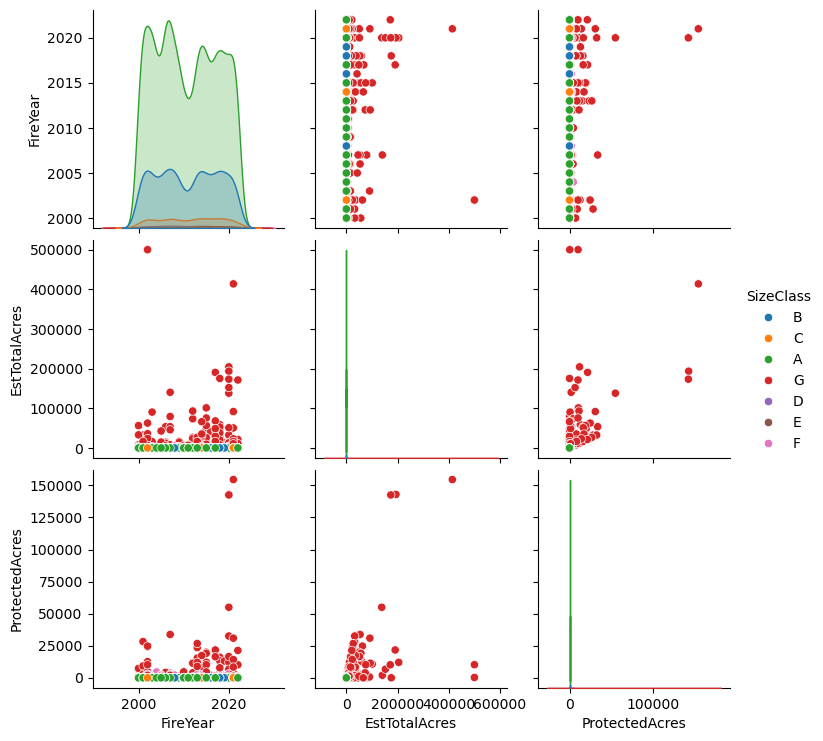 FireYear
2020
2015
2010
2005
2000
EstTotalAcres
500000
400000
300000
200000
100000
0
SizeClass
B
C
A
G
D
E
F
ProtectedAcres
150000
125000
100000
75000
50000
25000
0
2000 2020
FireYear
0 200000 400000 600000
EstTotalAcres
0 100000
ProtectedAcres